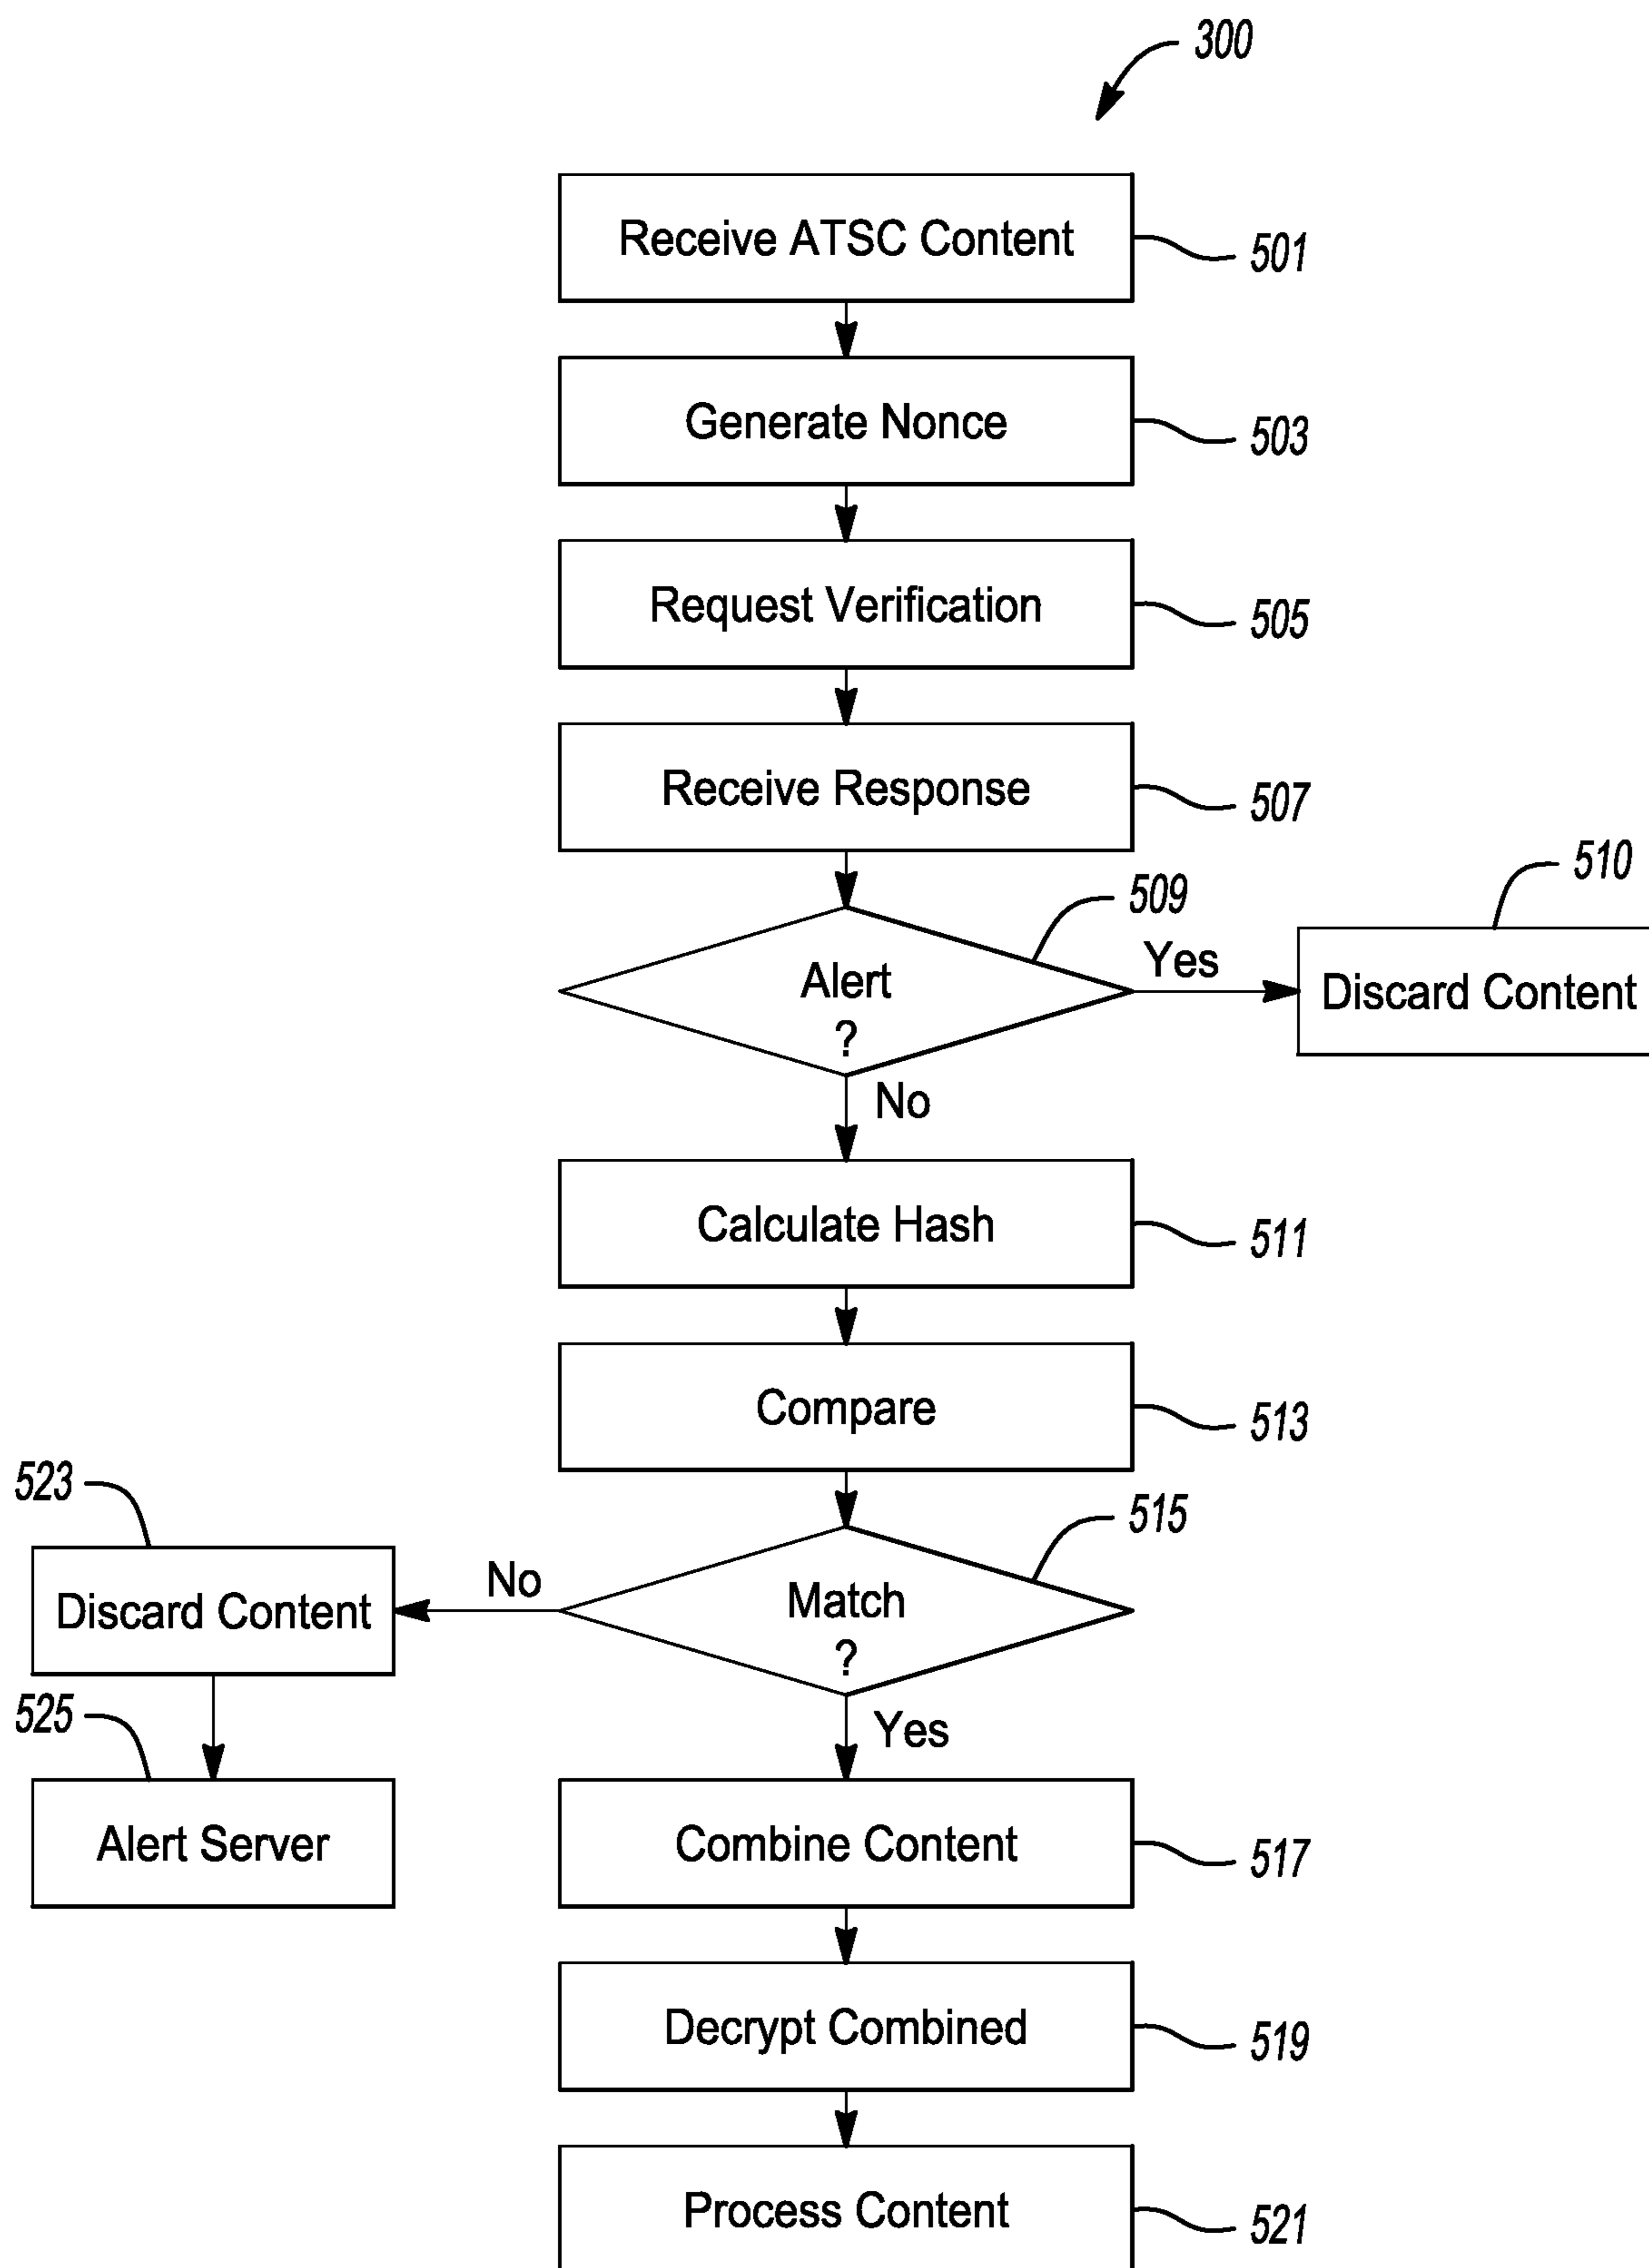 300
Receive ATSC Content
501
Generate Nonce
503
Request Verification
505
Receive Response
507
509
510
Alert
?
Yes
Discard Content
No
Calculate Hash
511
Compare
513
523
515
Discard Content
No
Match
?
525
Yes
Alert Server
Combine Content
517
Decrypt Combined
519
Process Content
521